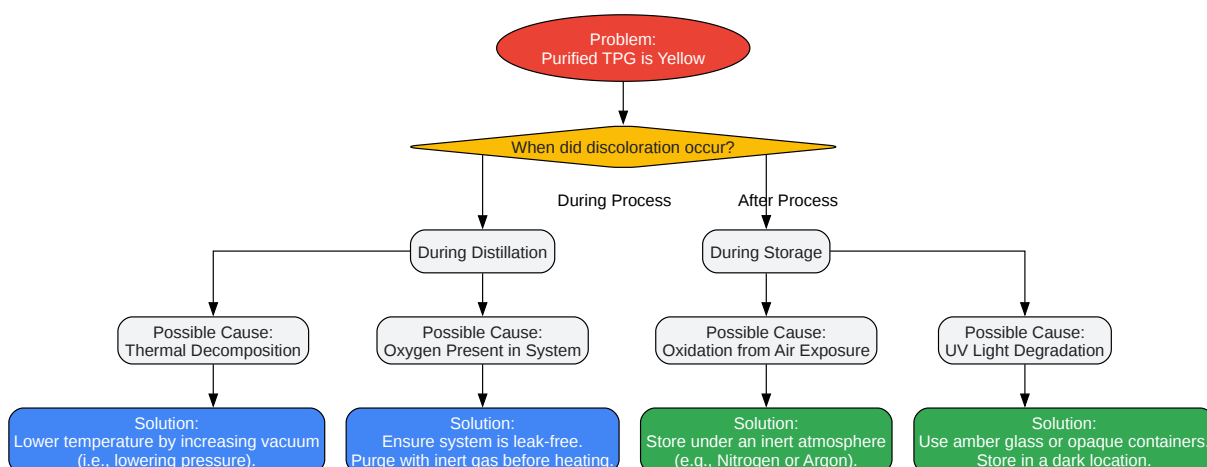 Problem:
Purified TPG is Yellow
When did discoloration occur?
During Process
After Process
During Distillation
During Storage
Possible Cause:
Thermal Decomposition
Possible Cause:
Oxygen Present in System
Possible Cause:
Oxidation from Air Exposure
Possible Cause:
UV Light Degradation
Solution:
Lower temperature by increasing vacuum
(i.e., lowering pressure).
Solution:
Ensure system is leak-free.
Purge with inert gas before heating.
Solution:
Store under an inert atmosphere
(e.g., Nitrogen or Argon).
Solution:
Use amber glass or opaque containers.
Store in a dark location.